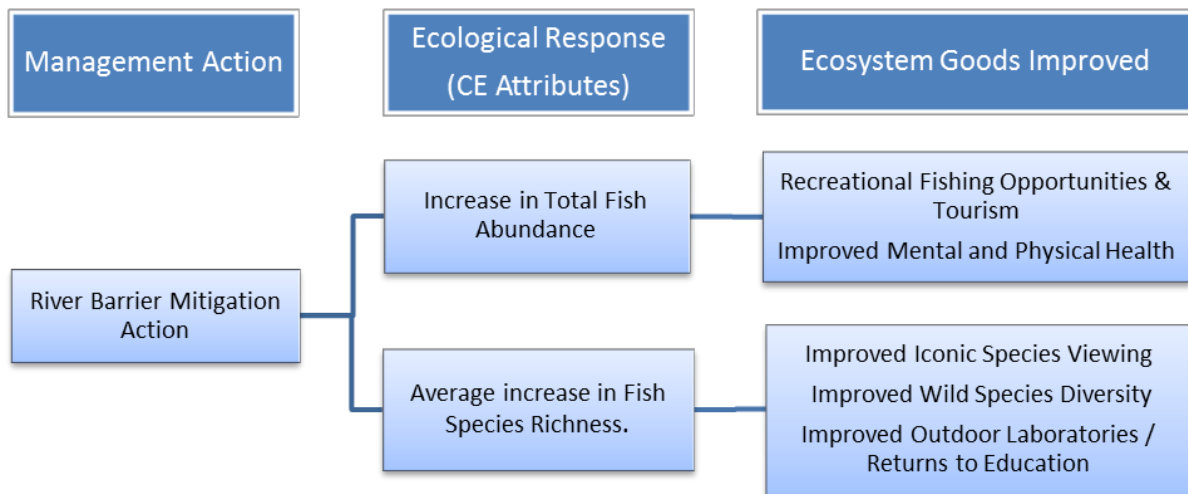 Management Action
Ecological Response
(CE Attributes)
Ecosystem Goods Improved
River Barrier Mitigation
Action
Increase in Total Fish
Abundance
Recreational Fishing Opportunities &
Tourism
Improved Mental and Physical Health
Average increase in Fish
Species Richness.
Improved Iconic Species Viewing
Improved Wild Species Diversity
Improved Outdoor Laboratories /
Returns to Education